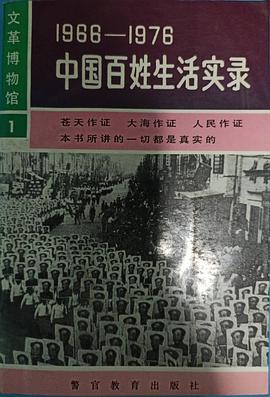 文革博物馆
1
1966—1976
中国百姓生活实录
苍天作证 大海作证 人民作证
本书所讲的一切都是真实的
警官教育出版社